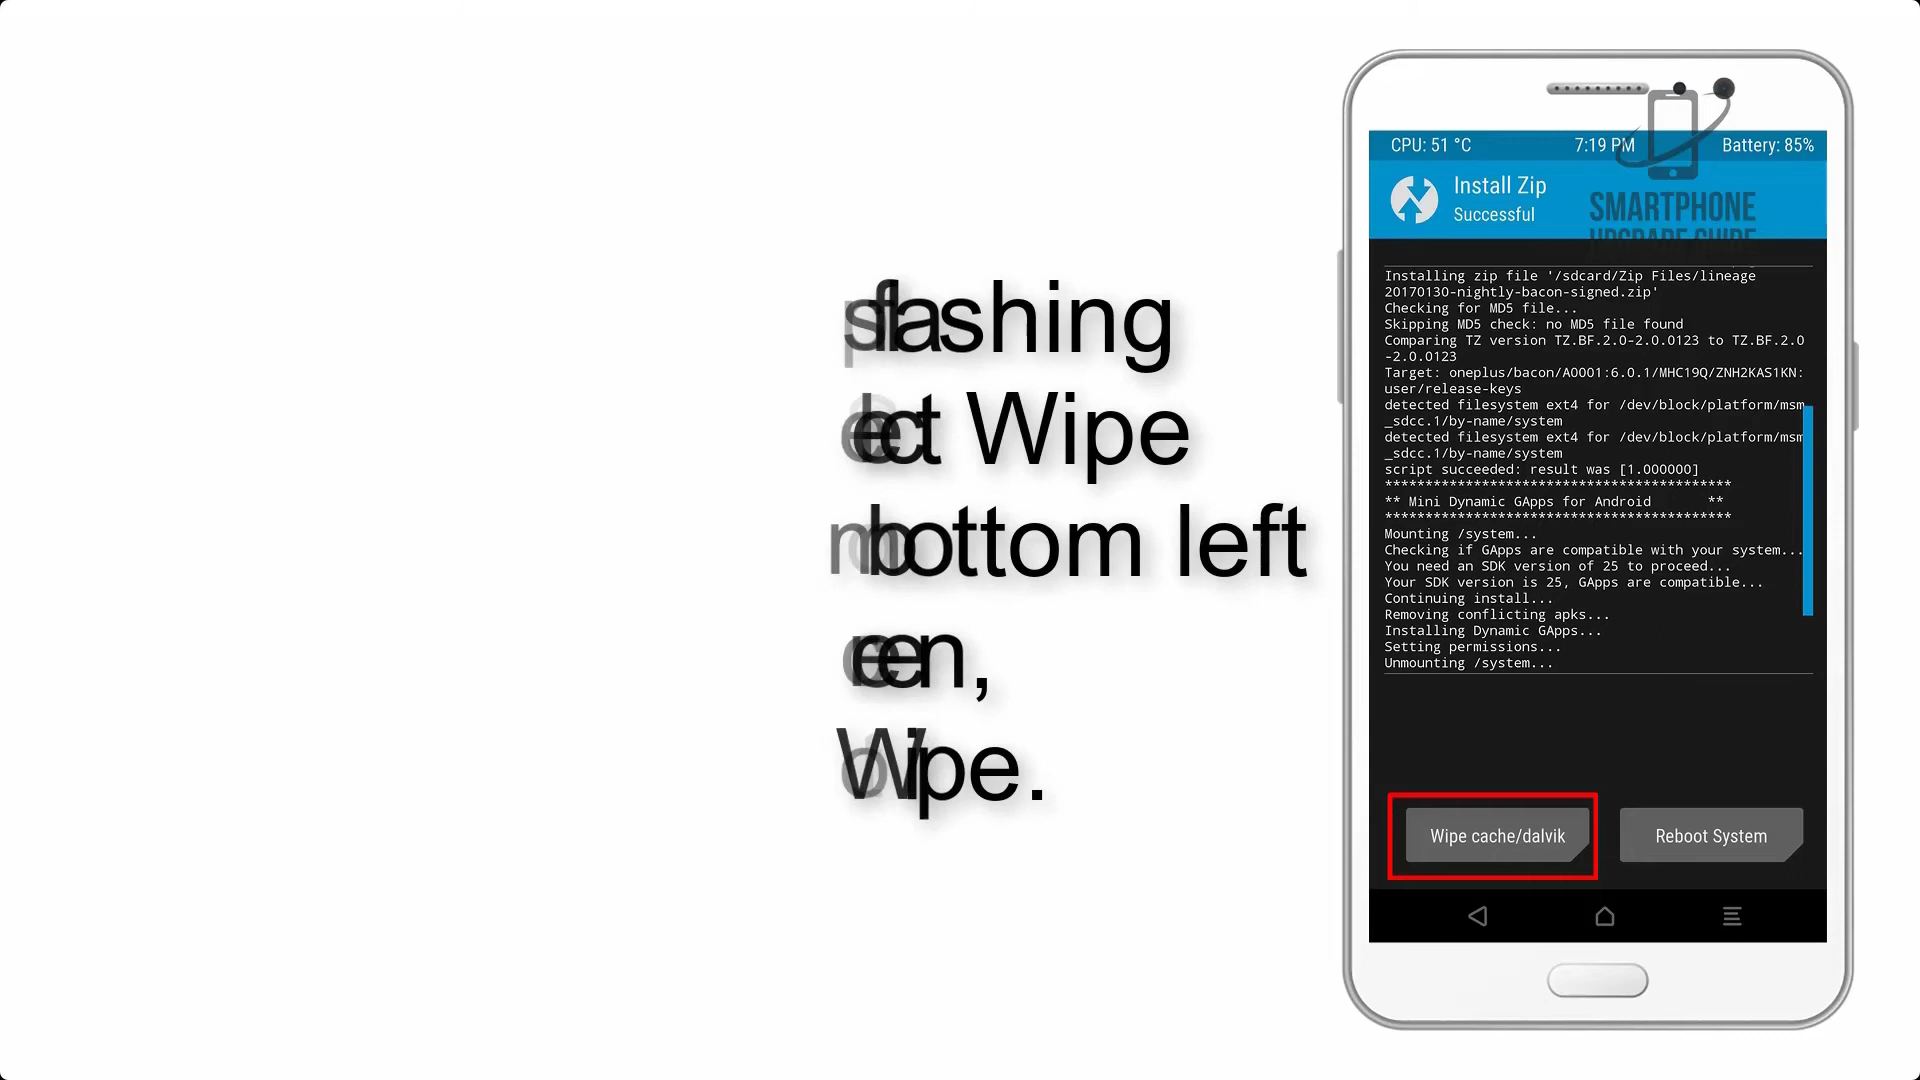 flashing
Wipe
bottom left
Wipe.
CPU: 51 °C
7:19 PM
Battery: 85%
Install Zip
Successful
SMARTPHONE
UPGRADE GUIDE
Installing zip file '/sdcard/Zip Files/lineage
20170130-nightly-bacon-signed.zip'
Checking for MD5 file...
Skipping MD5 check: no MD5 file found
Comparing TZ version TZ.BF.2.0-2.0.0123 to TZ.BF.2.0
-2.0.0123
Target: oneplus/bacon/A0001:6.0.1/MHC19Q/ZNH2KAS1KN:
user/release-keys
detected filesystem ext4 for /dev/block/platform/msm
_sdcc.1/by-name/system
detected filesystem ext4 for /dev/block/platform/msm
_sdcc.1/by-name/system
script succeeded: result was [1.000000]
*******************************************
** Mini Dynamic GApps for Android **
*******************************************
Mounting /system...
Checking if GApps are compatible with your system...
You need an SDK version of 25 to proceed...
Your SDK version is 25, GApps are compatible...
Continuing install...
Removing conflicting apks...
Installing Dynamic GApps...
Setting permissions...
Unmounting /system...
Wipe cache/dalvik
Reboot System